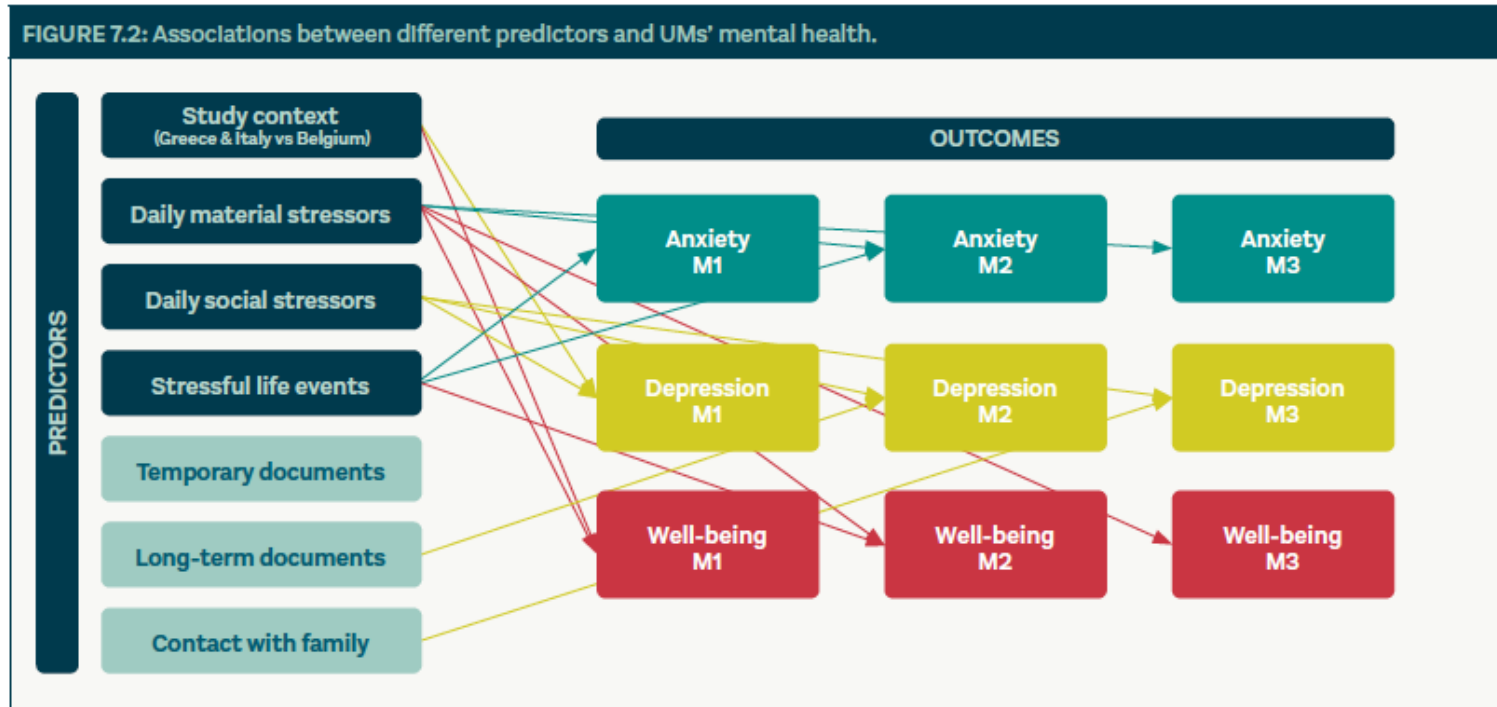 FIGURE 7.2: Associations between different predictors and UMs' mental health.
PREDICTORS
Study context
(Greece & Italy vs Belgium)
Daily material stressors
Daily social stressors
Stressful life events
Temporary documents
Long-term documents
Contact with family
OUTCOMES
Anxiety
M1
Anxiety
M2
Anxiety
M3
Depression
M1
Depression
M2
Depression
M3
Well-being
M1
Well-being
M2
Well-being
M3